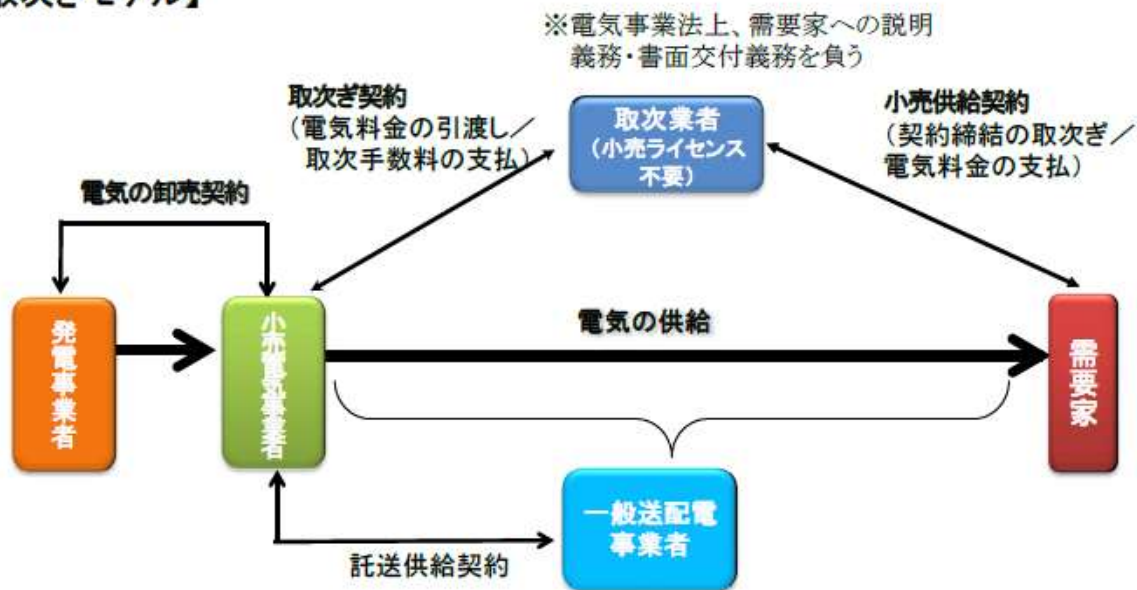 取次ぎモデル】
※電気事業法上、需要家への説明
義務・書面交付義務を負う
取次ぎ契約
（電気料金の引渡し／
取次手数料の支払）
取次業者
（小売ライセンス
不要）
小売供給契約
（契約締結の取次ぎ／
電気料金の支払）
電気の卸売契約
発電事業者
小売電気事業者
電気の供給
需要家
一般送配電
事業者
託送供給契約